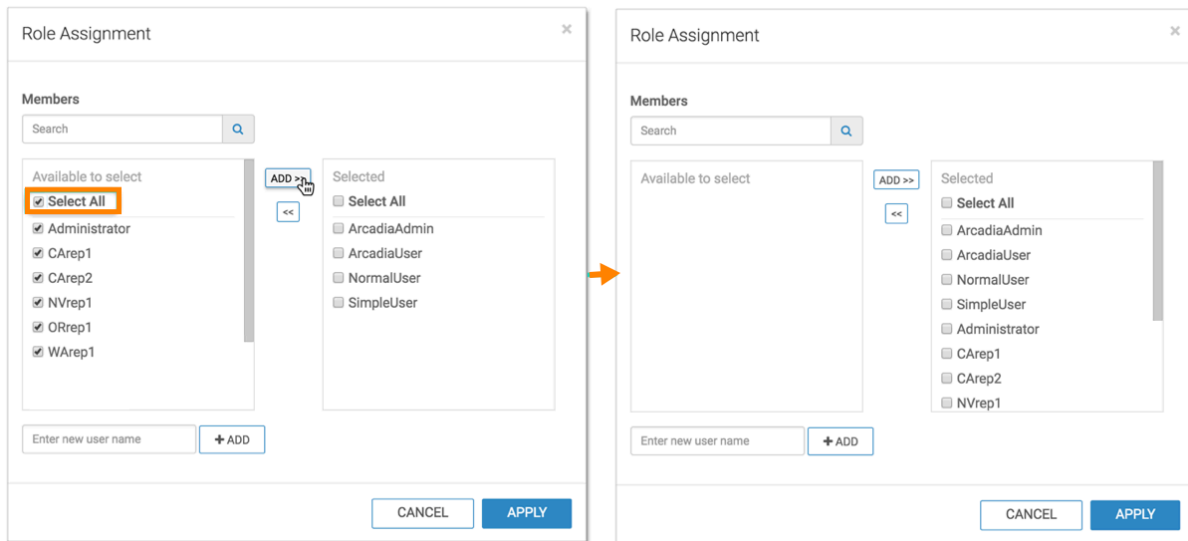 Role Assignment
×
Members
Search
Available to select
Select All
Administrator
CArep1
CArep2
NVrep1
ORrep1
WArep1
ADD >>
<<
Selected
Select All
ArcadiaAdmin
ArcadiaUser
NormalUser
SimpleUser
Enter new user name
+ ADD
CANCEL
APPLY
Role Assignment
×
Members
Search
Available to select
ADD >>
<<
Selected
Select All
ArcadiaAdmin
ArcadiaUser
NormalUser
SimpleUser
Administrator
CArep1
CArep2
NVrep1
Enter new user name
+ ADD
CANCEL
APPLY